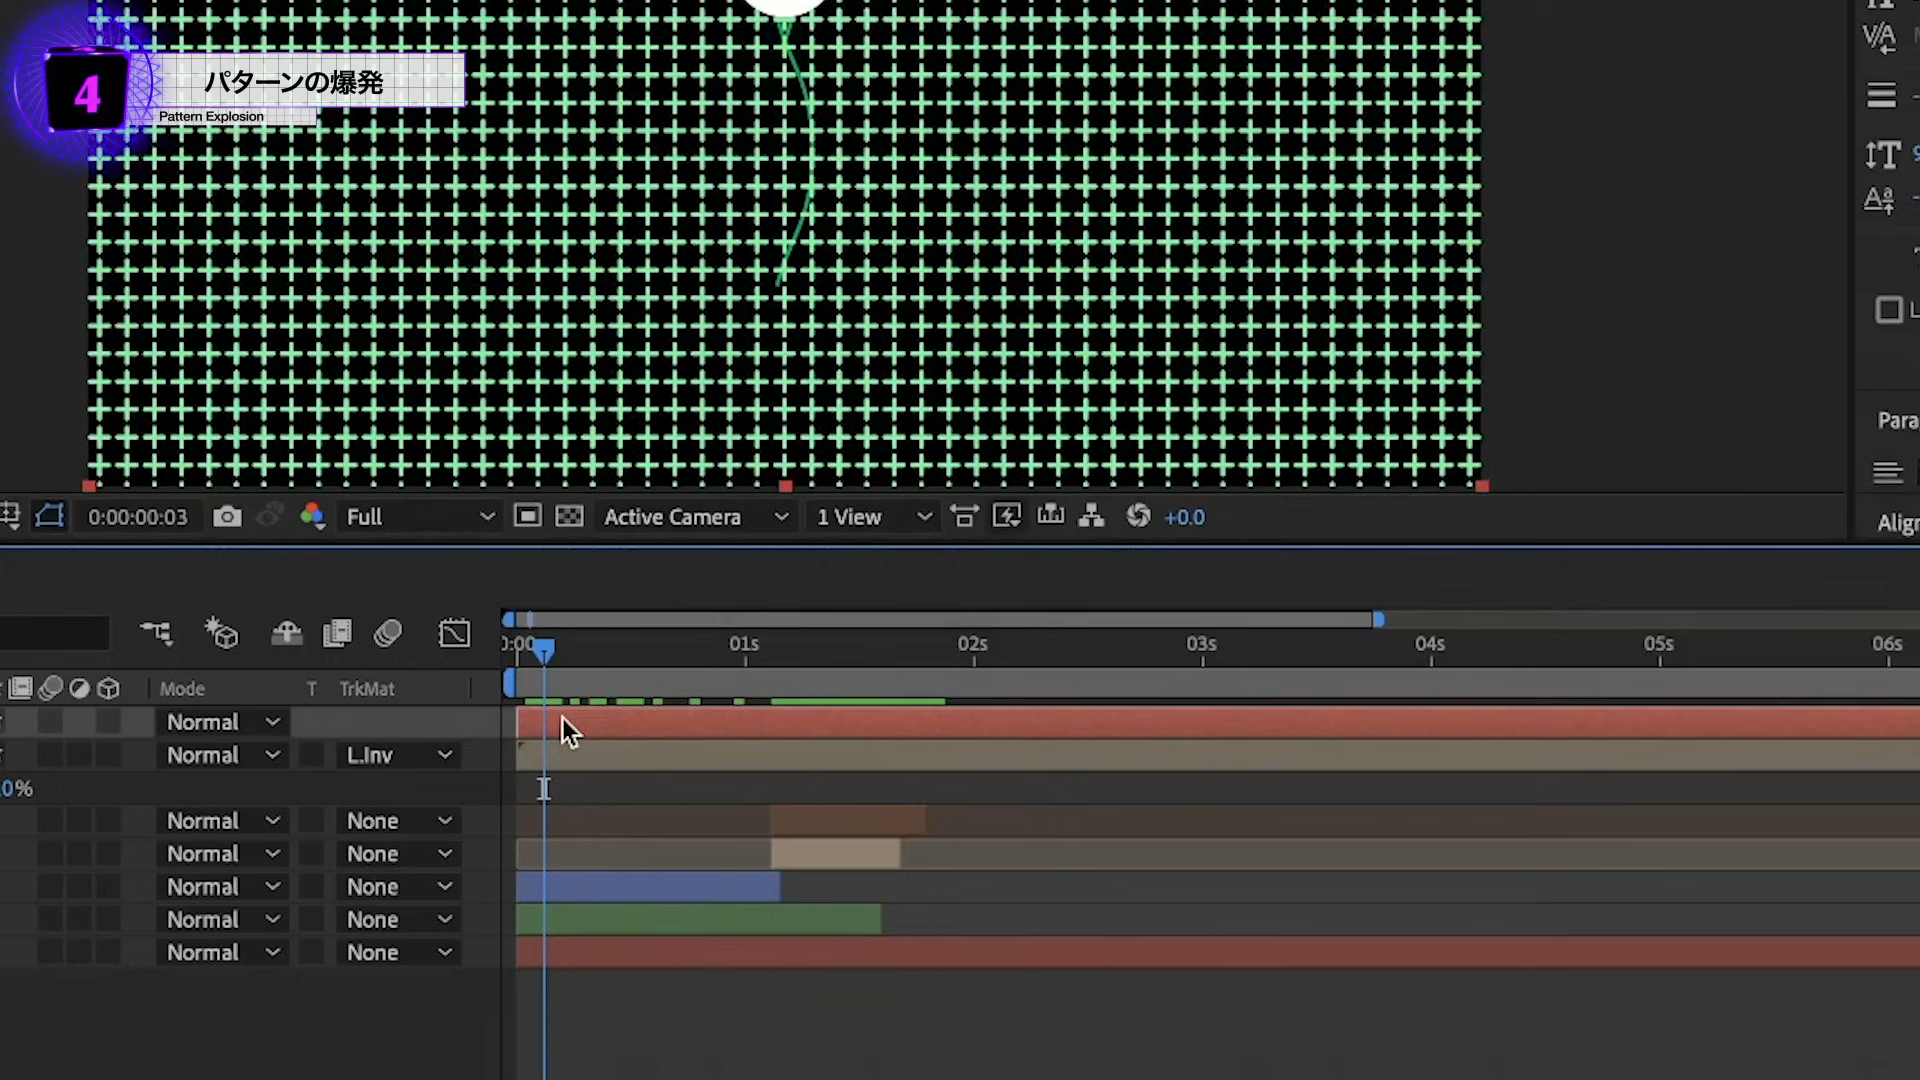 4
パターンの爆発
Pattern Explosion
0:00:00:03
Full
Active Camera
1 View
+0.0
Para
Align
0:00
01s
02s
03s
04s
05s
06s
Mode
T
TrkMat
Normal
Normal
L.Inv
0%
Normal
None
Normal
None
Normal
None
Normal
None
Normal
None